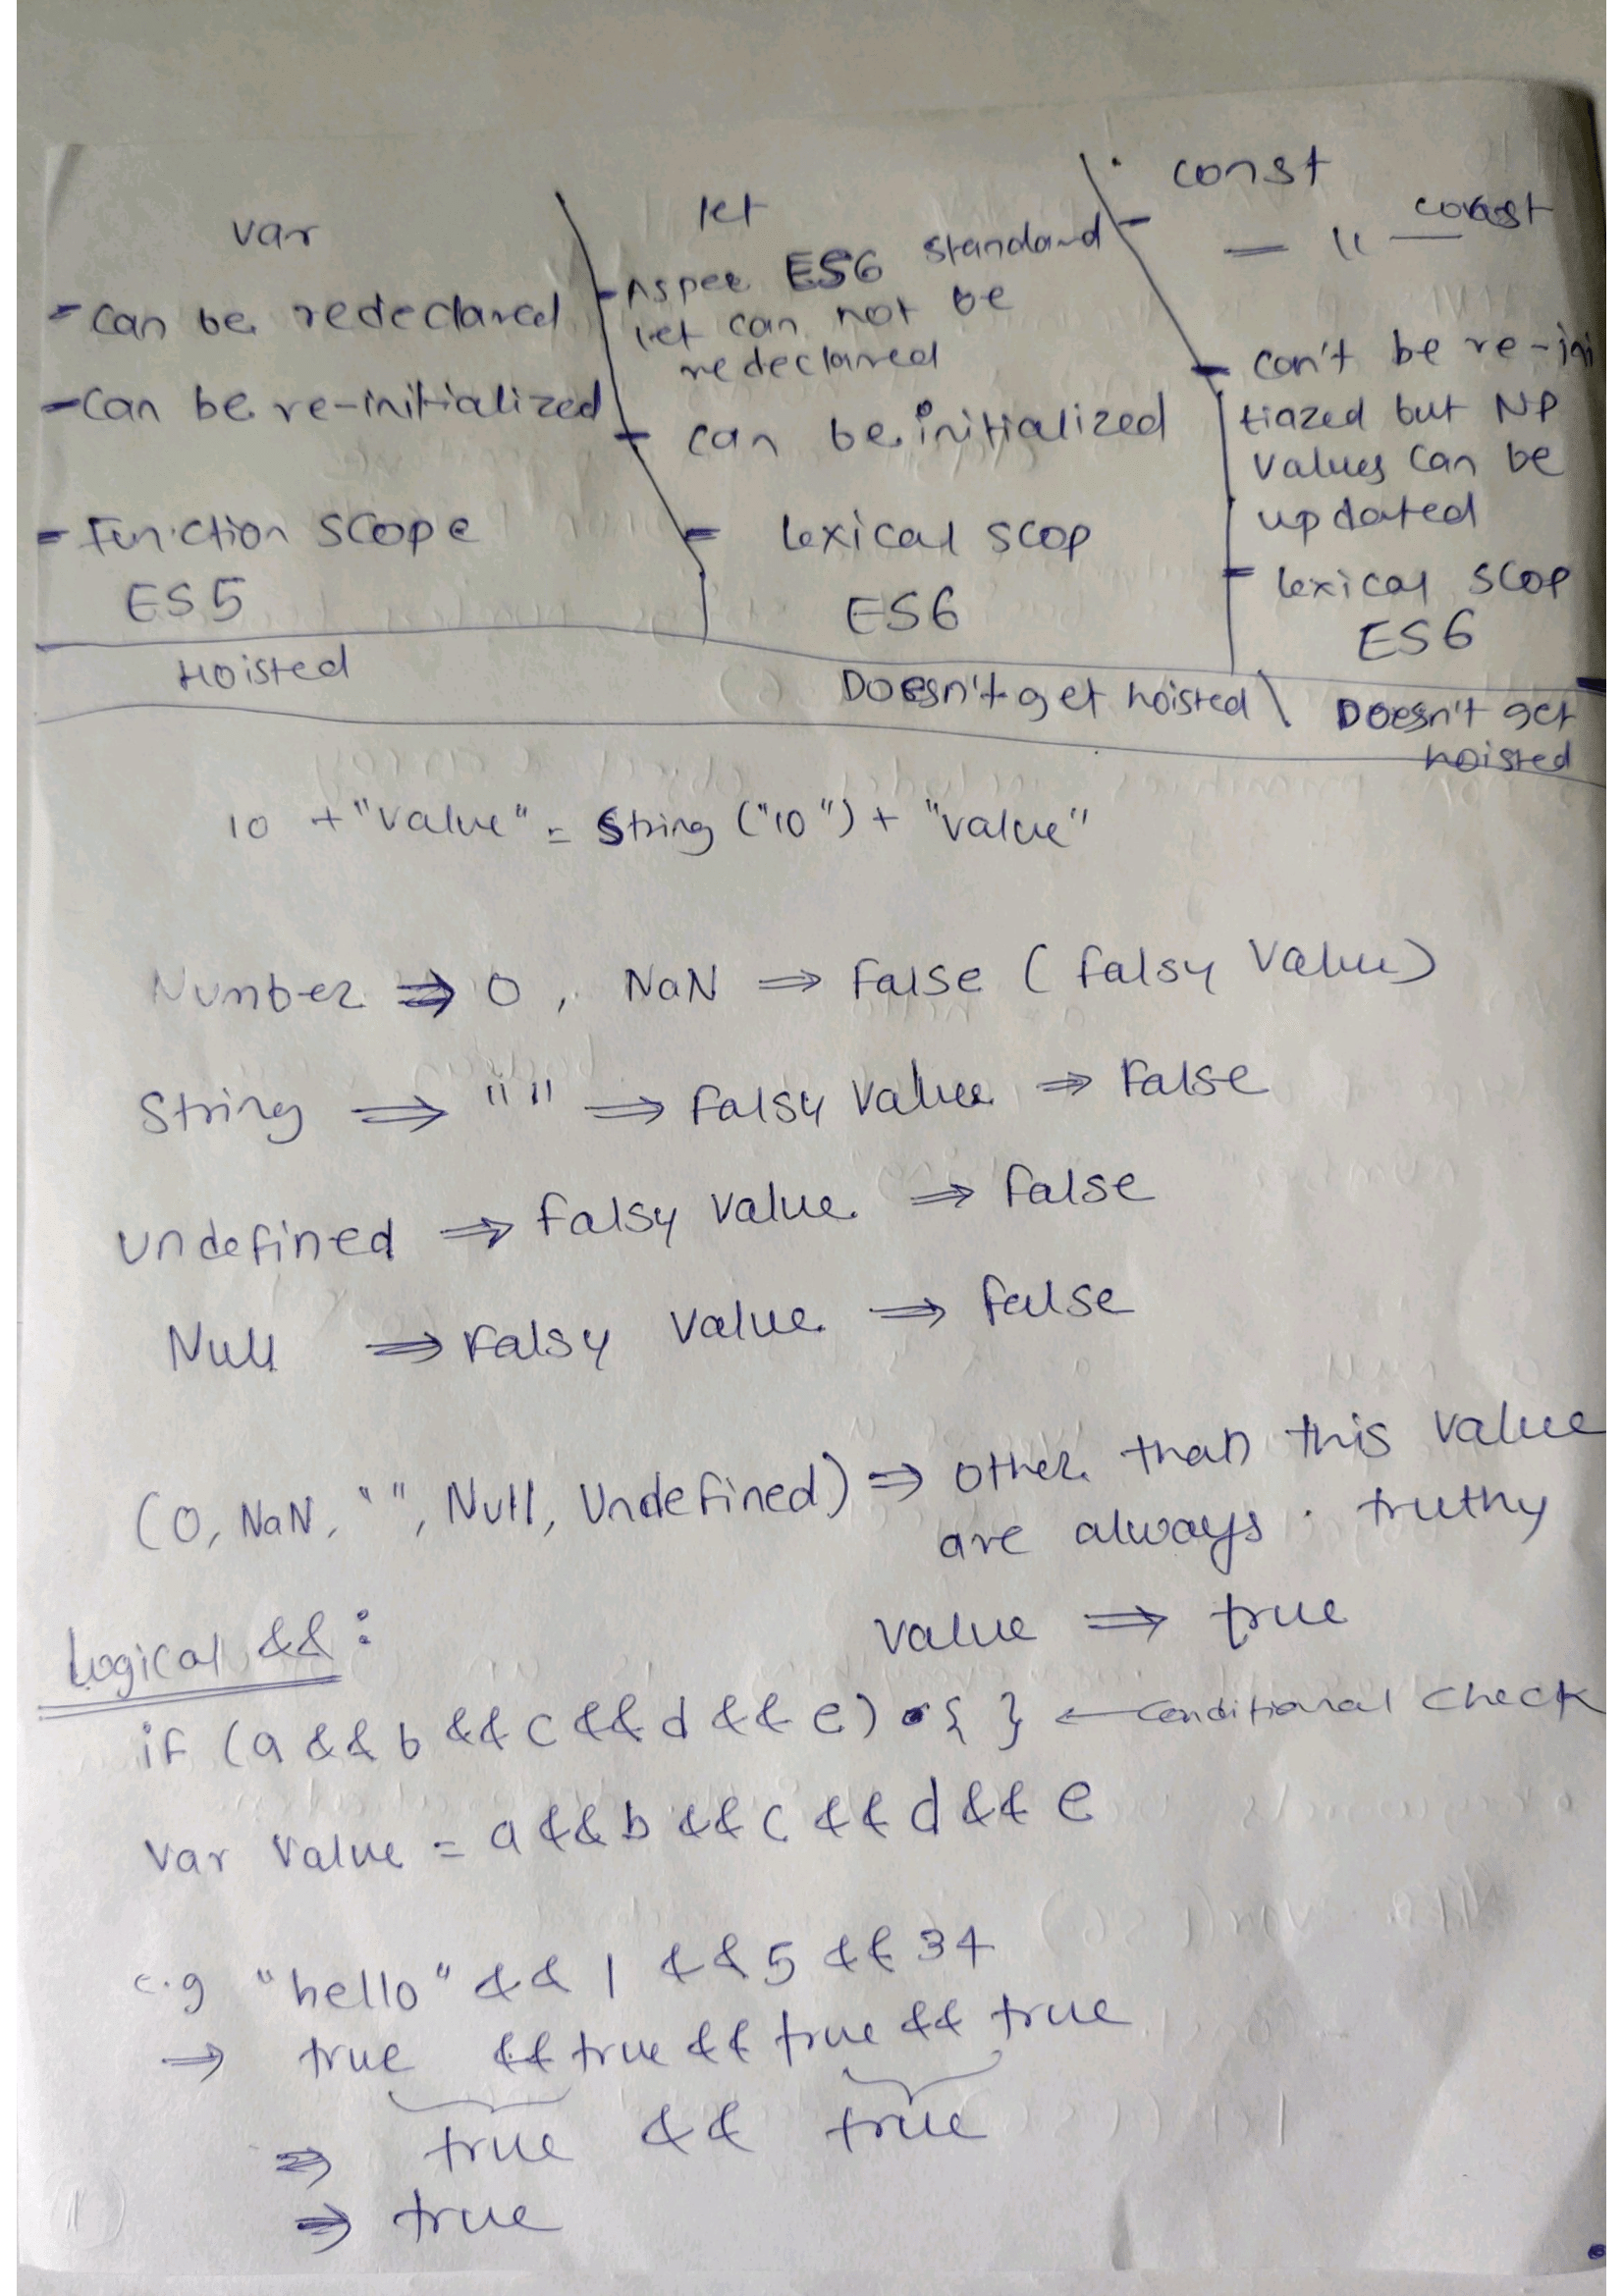 var
- can be redeclared
- can be re-initialized
- Function scope
ES5
Hoisted
let
- As per ES6 standard
let can not be
redeclared
- can be initialized
- lexical scop
ES6
Doesn't get hoisted
const
- — " — const
- can't be re-ini
tiazed but NP
values can be
updated
- lexical scop
ES6
Doesn't get
hoisted
10 + "value" = String ("10") + "value"
Number ⇒ 0, NaN ⇒ False ( falsy Value)
String ⇒ "" ⇒ Falsy Value ⇒ False
Undefined ⇒ falsy value ⇒ false
Null ⇒ Falsy Value ⇒ false
(0, NaN, "", Null, Undefined) ⇒ other than this value
are always truthy
value ⇒ true
Logical && :
if (a && b && c && d && e) { } ← Conditional Check
Var Value = a && b && c && d && e
e.g "hello" && 1 && 5 && 34
⇒ true && true && true && true
⇒ true && true
⇒ true